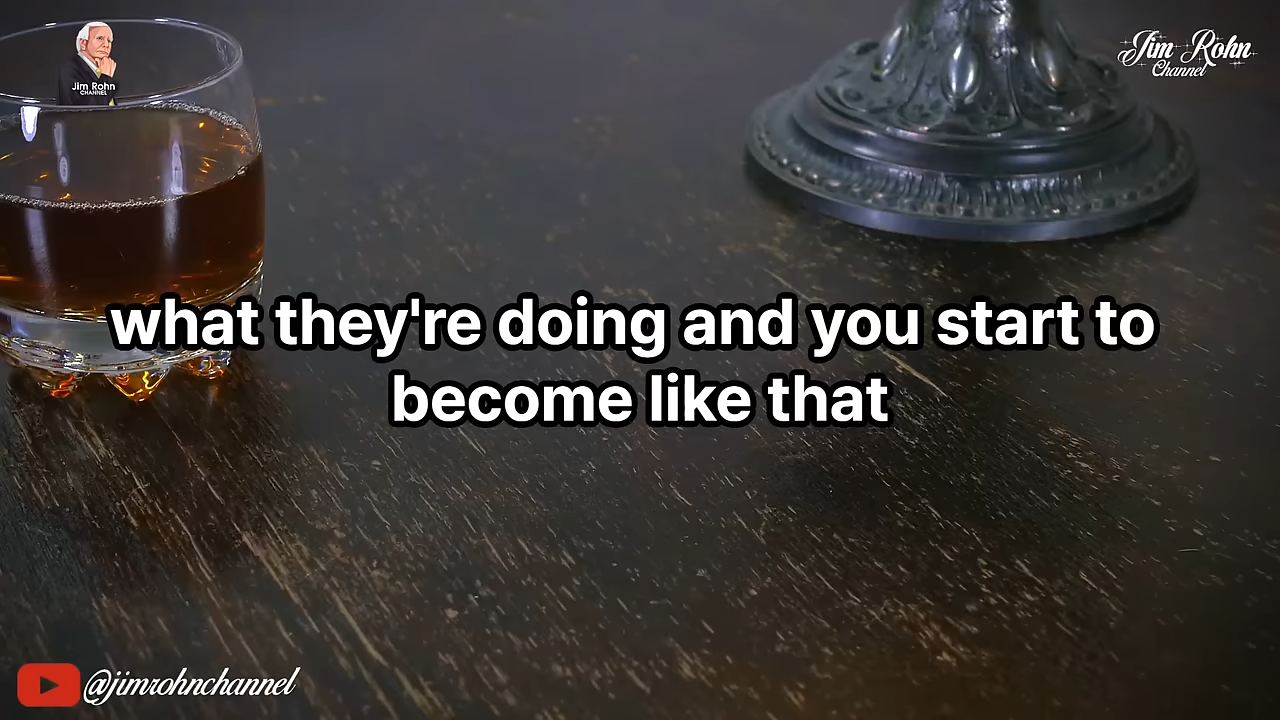 Jim Rohn
CHANNEL
Jim Rohn
Channel
what they're doing and you start to
become like that
@jimrohnchannel